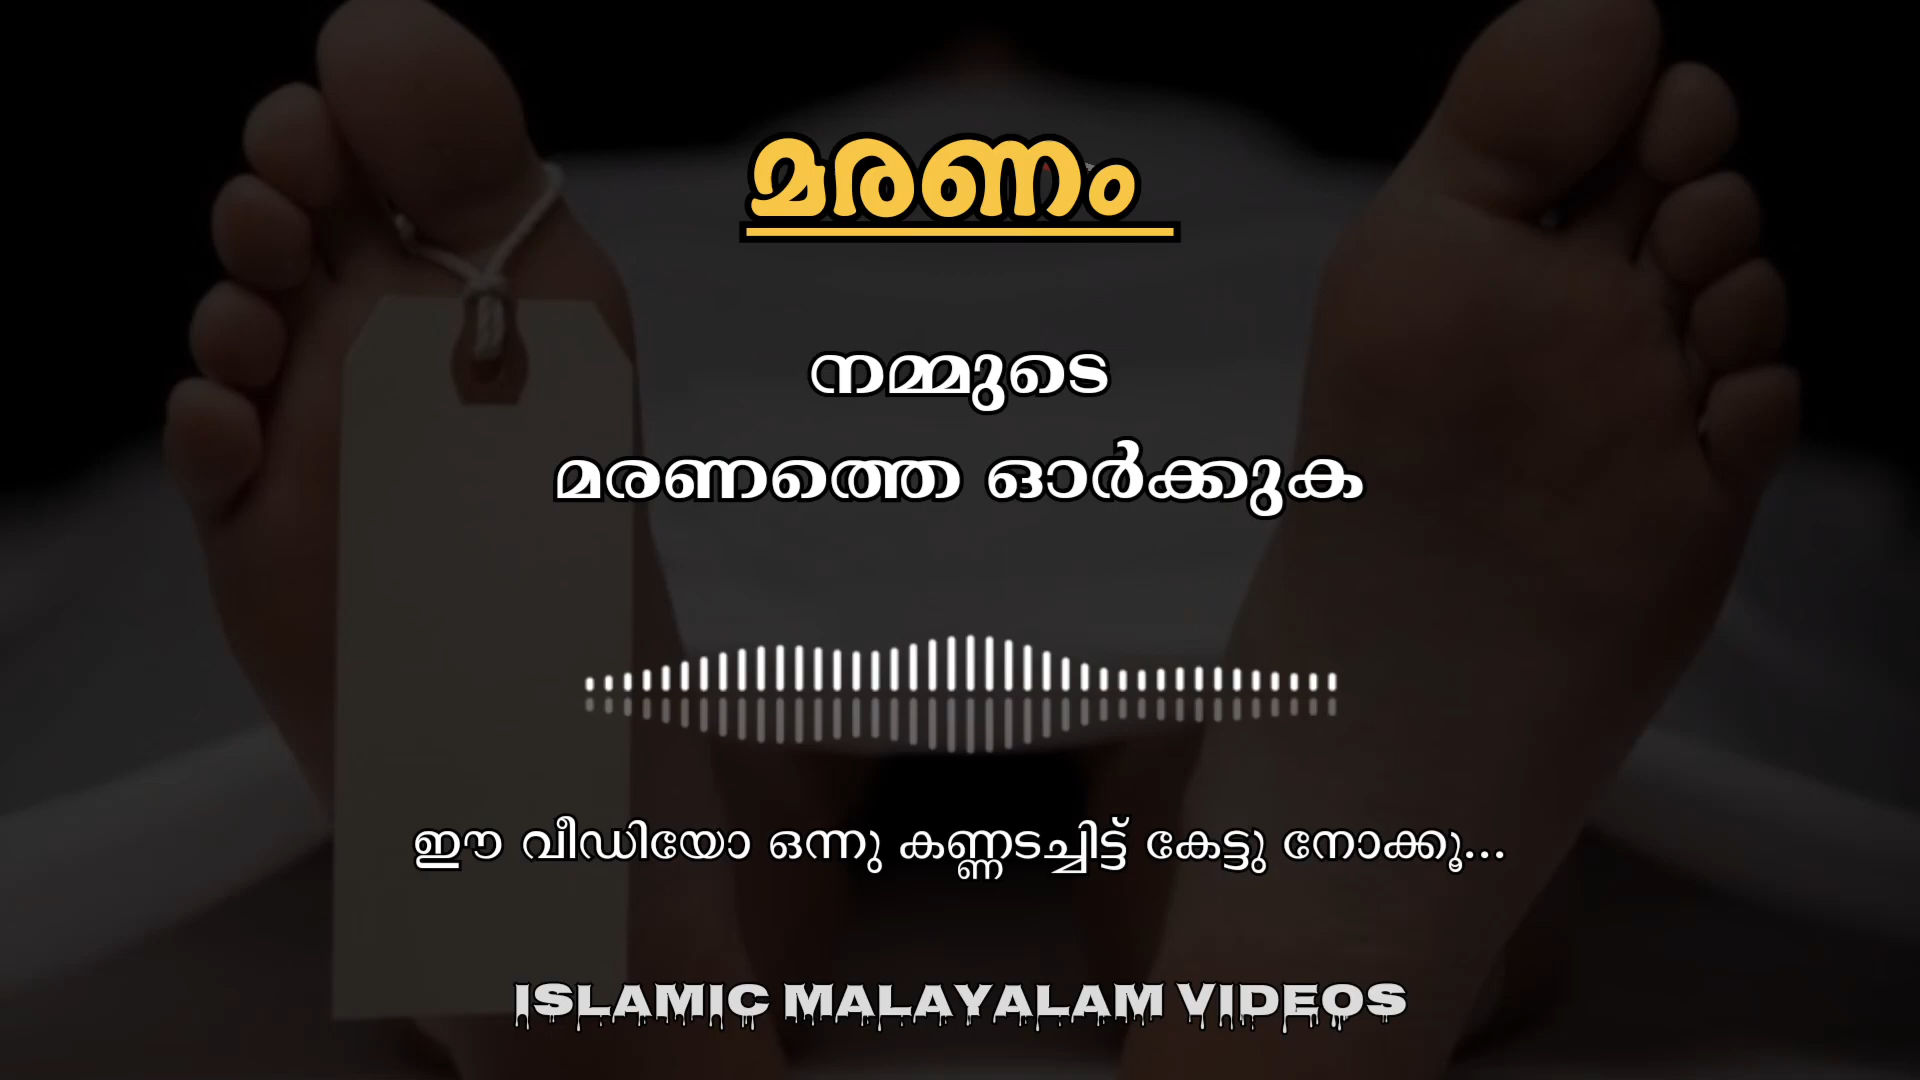 മരണം
നമ്മുടെ
മരണത്തെ ഓർക്കുക
ഈ വീഡിയോ ഒന്നു കണ്ണടച്ചിട്ട് കേട്ടു നോക്കൂ...
ISLAMIC MALAYALAM VIDEOS